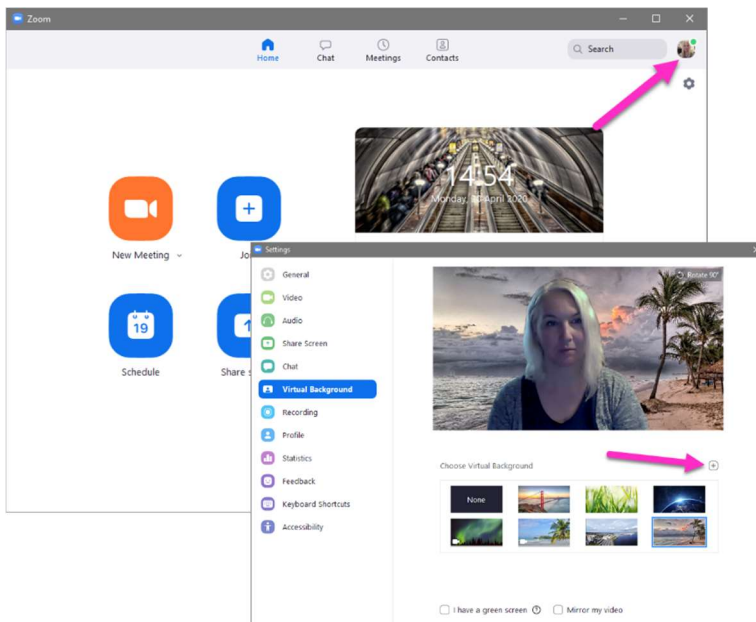 Zoom
Home
Chat
Meetings
Contacts
Search
14:54
Monday, 20 April 2020
New Meeting
19
Schedule
Share
Settings
General
Video
Audio
Share Screen
Chat
Virtual Background
Recording
Profile
Statistics
Feedback
Keyboard Shortcuts
Accessibility
Rotate 90°
Choose Virtual Background
None
I have a green screen
Mirror my video